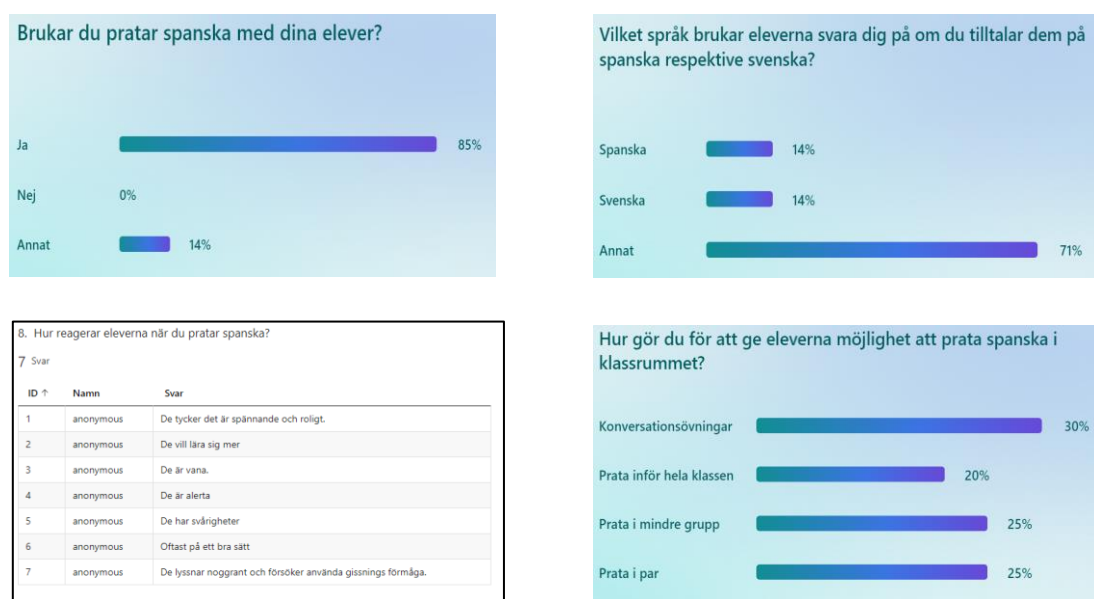 Brukar du pratar spanska med dina elever?
Ja 85%
Nej 0%
Annat 14%
Vilket språk brukar eleverna svara dig på om du tilltalar dem på
spanska respektive svenska?
Spanska 14%
Svenska 14%
Annat 71%
8. Hur reagerar eleverna når du pratar spanska?
7 Svar
ID ↑ Namn Svar
1 anonymous De tycker det är spännande och roligt.
2 anonymous De vill lära sig mer
3 anonymous De är vana.
4 anonymous De är alerta
5 anonymous De har svårigheter
6 anonymous Oftast på ett bra sätt
7 anonymous De lyssnar noggrant och försöker använda gissnings förmåga.
Hur gör du för att ge eleverna möjlighet att prata spanska i
klassrummet?
Konversationsövningar 30%
Prata inför hela klassen 20%
Prata i mindre grupp 25%
Prata i par 25%